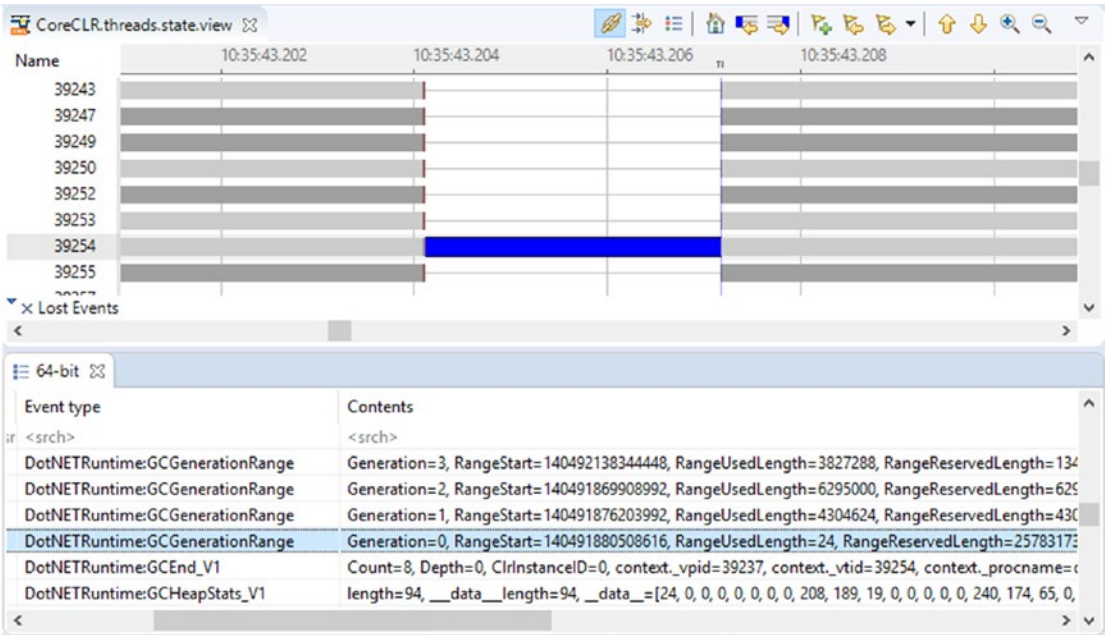 CoreCLR.threads.state.view
Name 10:35:43.202 10:35:43.204 10:35:43.206 10:35:43.208
TI
39243
39247
39249
39250
39252
39253
39254
39255
Lost Events
64-bit
Event type Contents
<srch> <srch>
DotNETRuntime:GCGenerationRange Generation=3, RangeStart=140492138344448, RangeUsedLength=3827288, RangeReservedLength=134
DotNETRuntime:GCGenerationRange Generation=2, RangeStart=140491869908992, RangeUsedLength=6295000, RangeReservedLength=629
DotNETRuntime:GCGenerationRange Generation=1, RangeStart=140491876203992, RangeUsedLength=4304624, RangeReservedLength=430
DotNETRuntime:GCGenerationRange Generation=0, RangeStart=140491880508616, RangeUsedLength=24, RangeReservedLength=25783173
DotNETRuntime:GCEnd_V1 Count=8, Depth=0, ClrInstanceID=0, context._vpid=39237, context._vtid=39254, context._procname=
DotNETRuntime:GCHeapStats_V1 length=94, ___data___length=94, __data__=[24, 0, 0, 0, 0, 0, 0, 0, 208, 189, 19, 0, 0, 0, 0, 0, 240, 174, 65, 0,